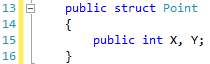 13 public struct Point
14 {
15 public int X, Y;
16 }